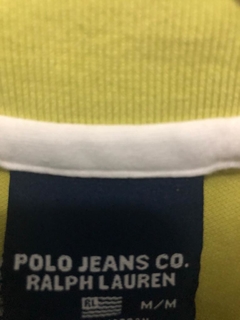 POLO JEANS CO.
RALPH LAUREN
RL M/M